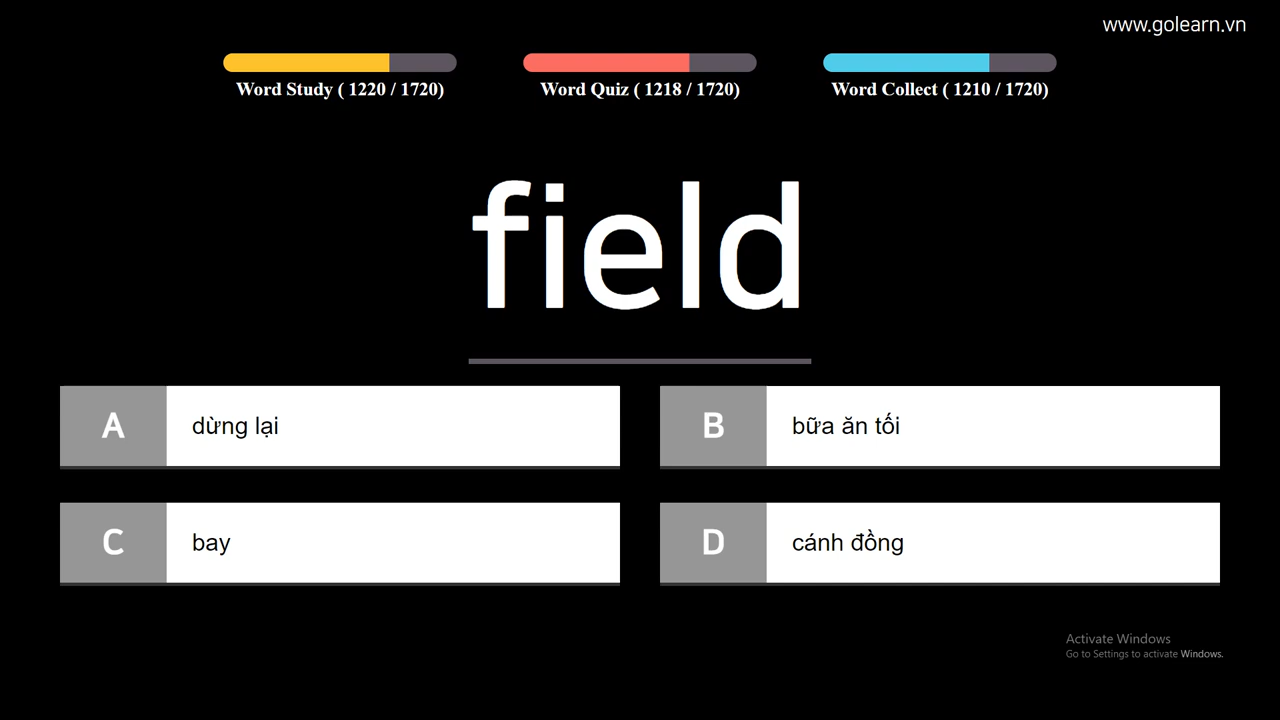 www.golearn.vn
Word Study ( 1220 / 1720)
Word Quiz ( 1218 / 1720)
Word Collect ( 1210 / 1720)
field
A dừng lại
B bữa ăn tối
C bay
D cánh đồng
Activate Windows
Go to Settings to activate Windows.